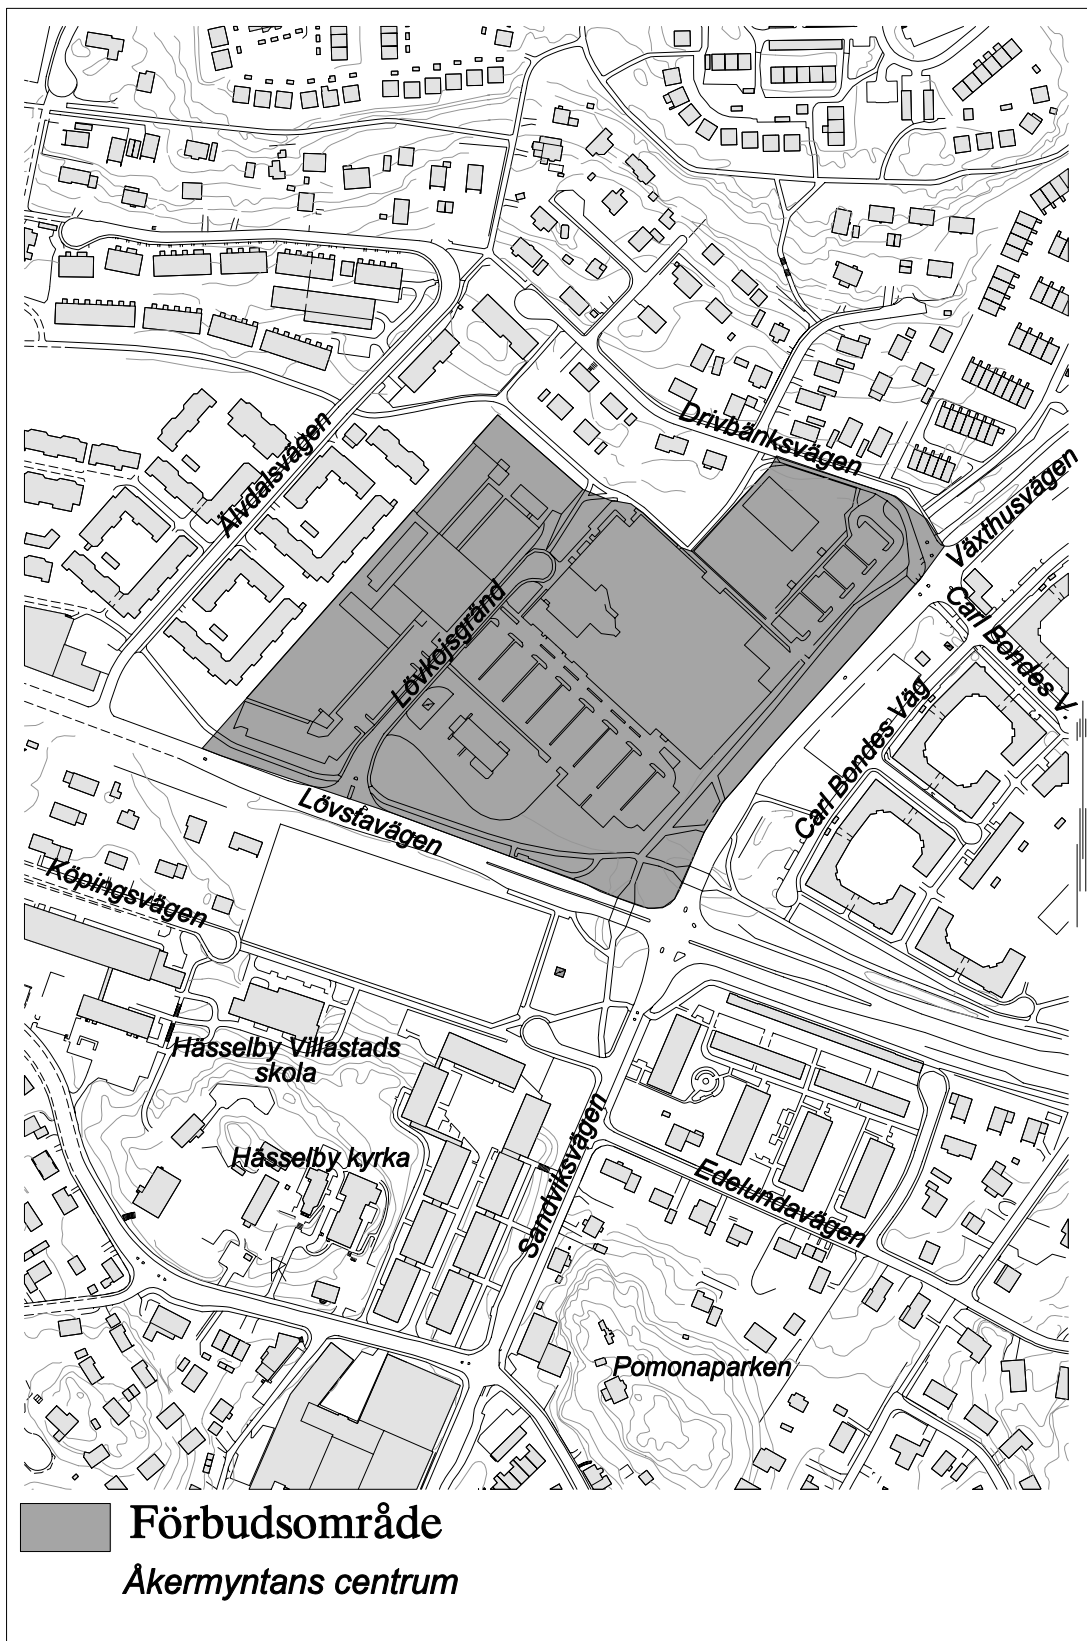 Drivbänksvägen
Älvdalsvägen
Växthusvägen
Carl Bondes V.
Lövkojsgränd
Carl Bondes Väg
Lövstavägen
Köpingsvägen
Hässelby Villastads
skola
Hässelby kyrka
Sandviksvägen
Edelundavägen
Pomonaparken
Förbudsområde
Åkermyntans centrum